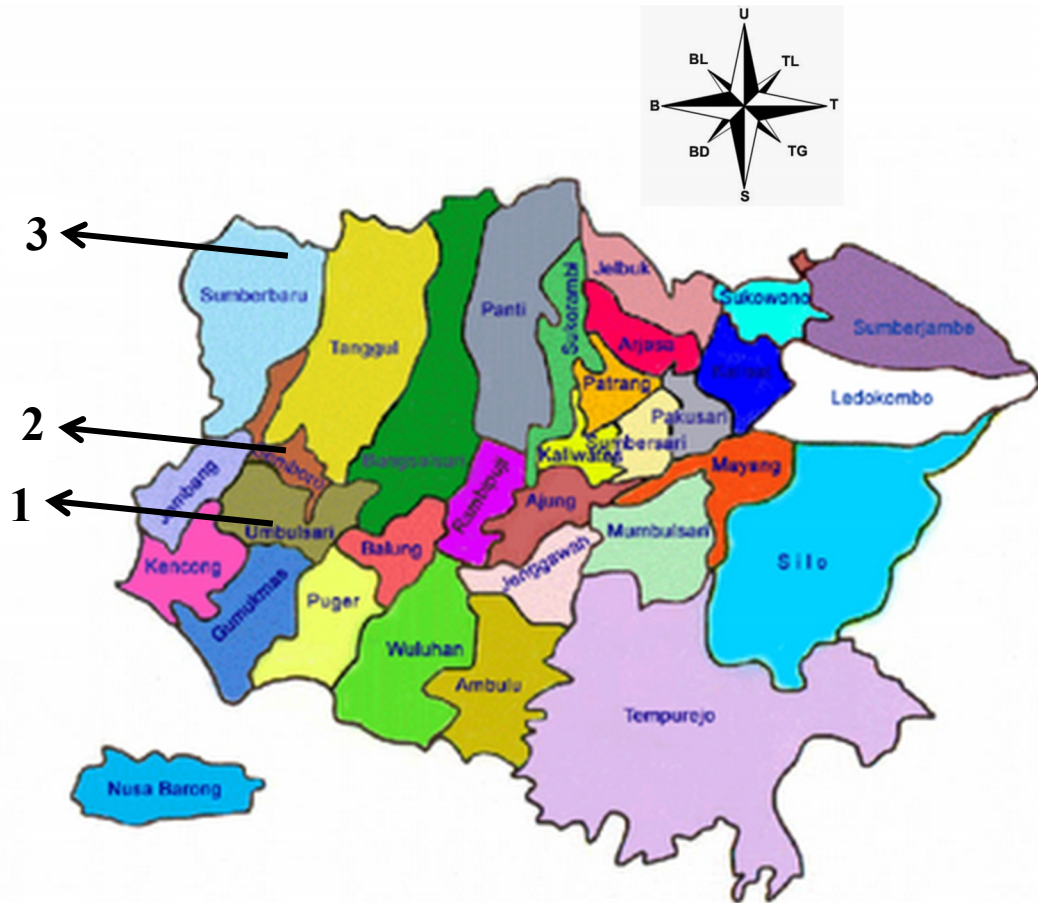 U
BL
TL
B
T
BD
TG
S
3
Sumberbaru
Tanggul
Panti
Sukorambi
Jelbuk
Sukowono
Sumberjambe
Arjasa
Patrang
Ledokombo
Pakusari
2
Sumbersari
Kaliwates
Mayang
Bangsalsari
Rambipuji
Jombang
Ajung
1
Umbulsari
Mumbulsari
Balung
Silo
Kencong
Jenggawah
Gumukmas
Puger
Wuluhan
Ambulu
Tempurejo
Nusa Barong